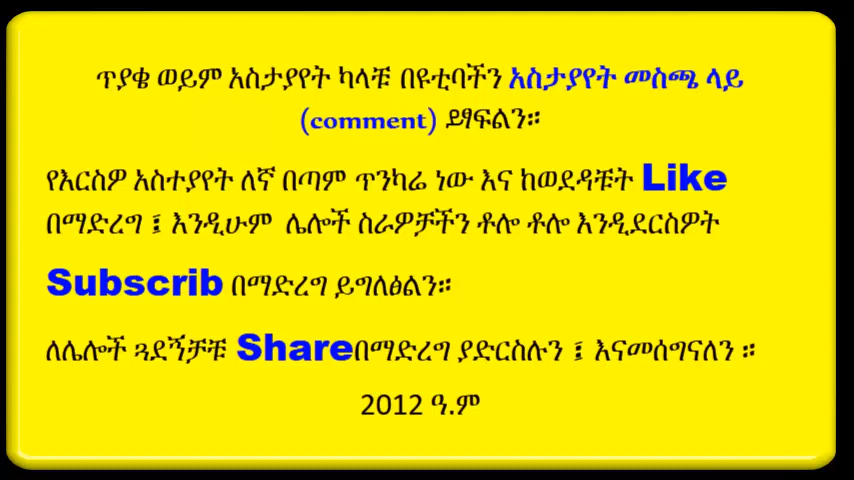 ጥያቄ ወይም አስታያየት ካላቹ በዩቲባችን አስታያየት መስጫ ላይ
(comment) ይፃፍልን።
የእርስዎ አስተያየት ለኛ በጣም ጥንካሬ ነው እና ከወደዳቹት Like
በማድረግ ፤ እንዲሁም ሌሎች ስራዎቻችን ቶሎ ቶሎ እንዲደርስዎት
Subscrib በማድረግ ይግለፅልን።
ለሌሎች ጓደኝቻቹ Shareበማድረግ ያድርስሉን ፤ እናመሰግናለን ።
2012 ዓ.ም